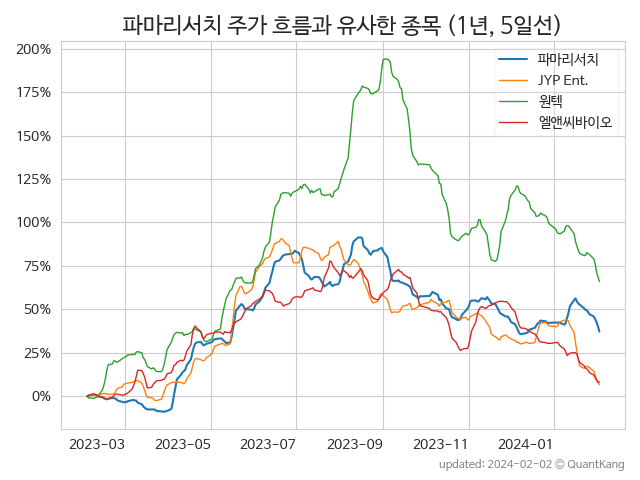 파마리서치 주가 흐름과 유사한 종목 (1년, 5일선)
200%
175%
150%
125%
100%
75%
50%
25%
0%
파마리서치
JYP Ent.
원텍
엘앤씨바이오
2023-03
2023-05
2023-07
2023-09
2023-11
2024-01
updated: 2024-02-02 © QuantKang